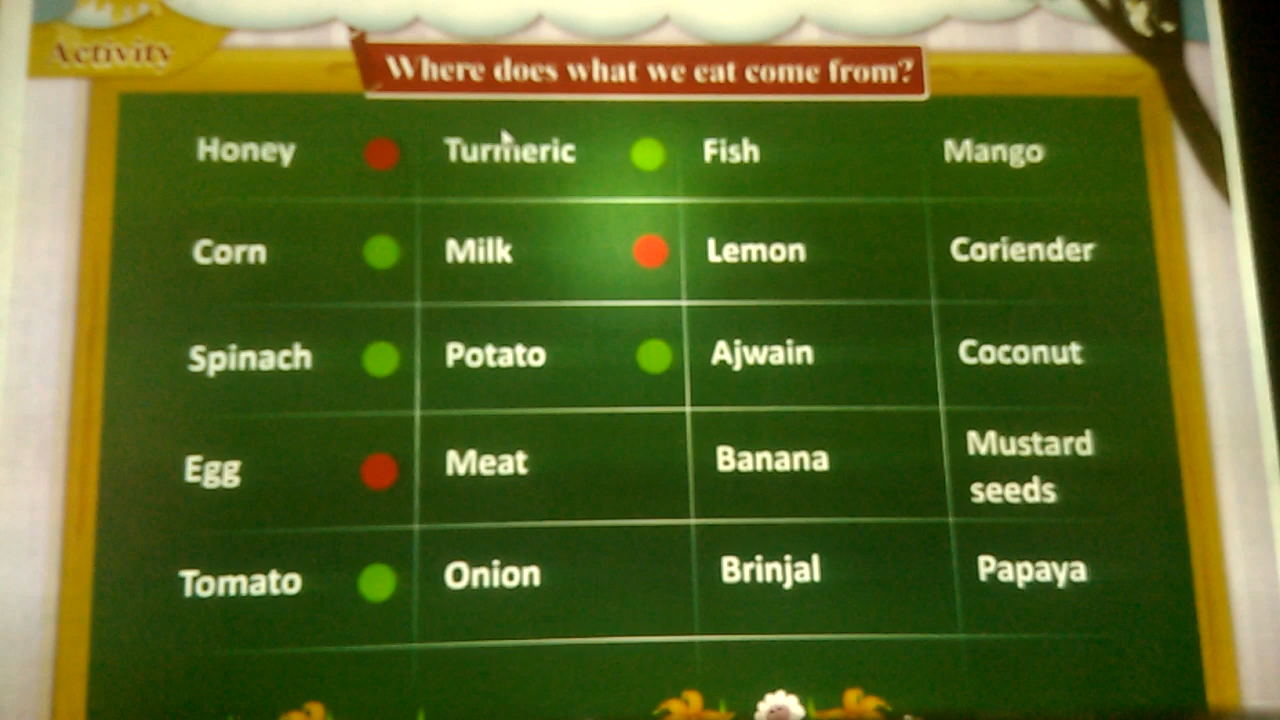 Activity
Where does what we eat come from?
Honey Turmeric Fish Mango
Corn Milk Lemon Coriender
Spinach Potato Ajwain Coconut
Egg Meat Banana Mustard seeds
Tomato Onion Brinjal Papaya